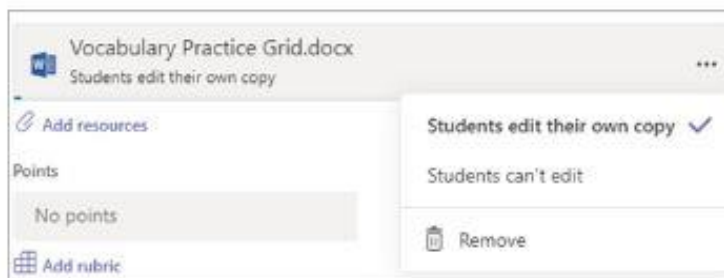 Vocabulary Practice Grid.docx
Students edit their own copy
Add resources
Points
No points
Add rubric
Students edit their own copy
Students can't edit
Remove